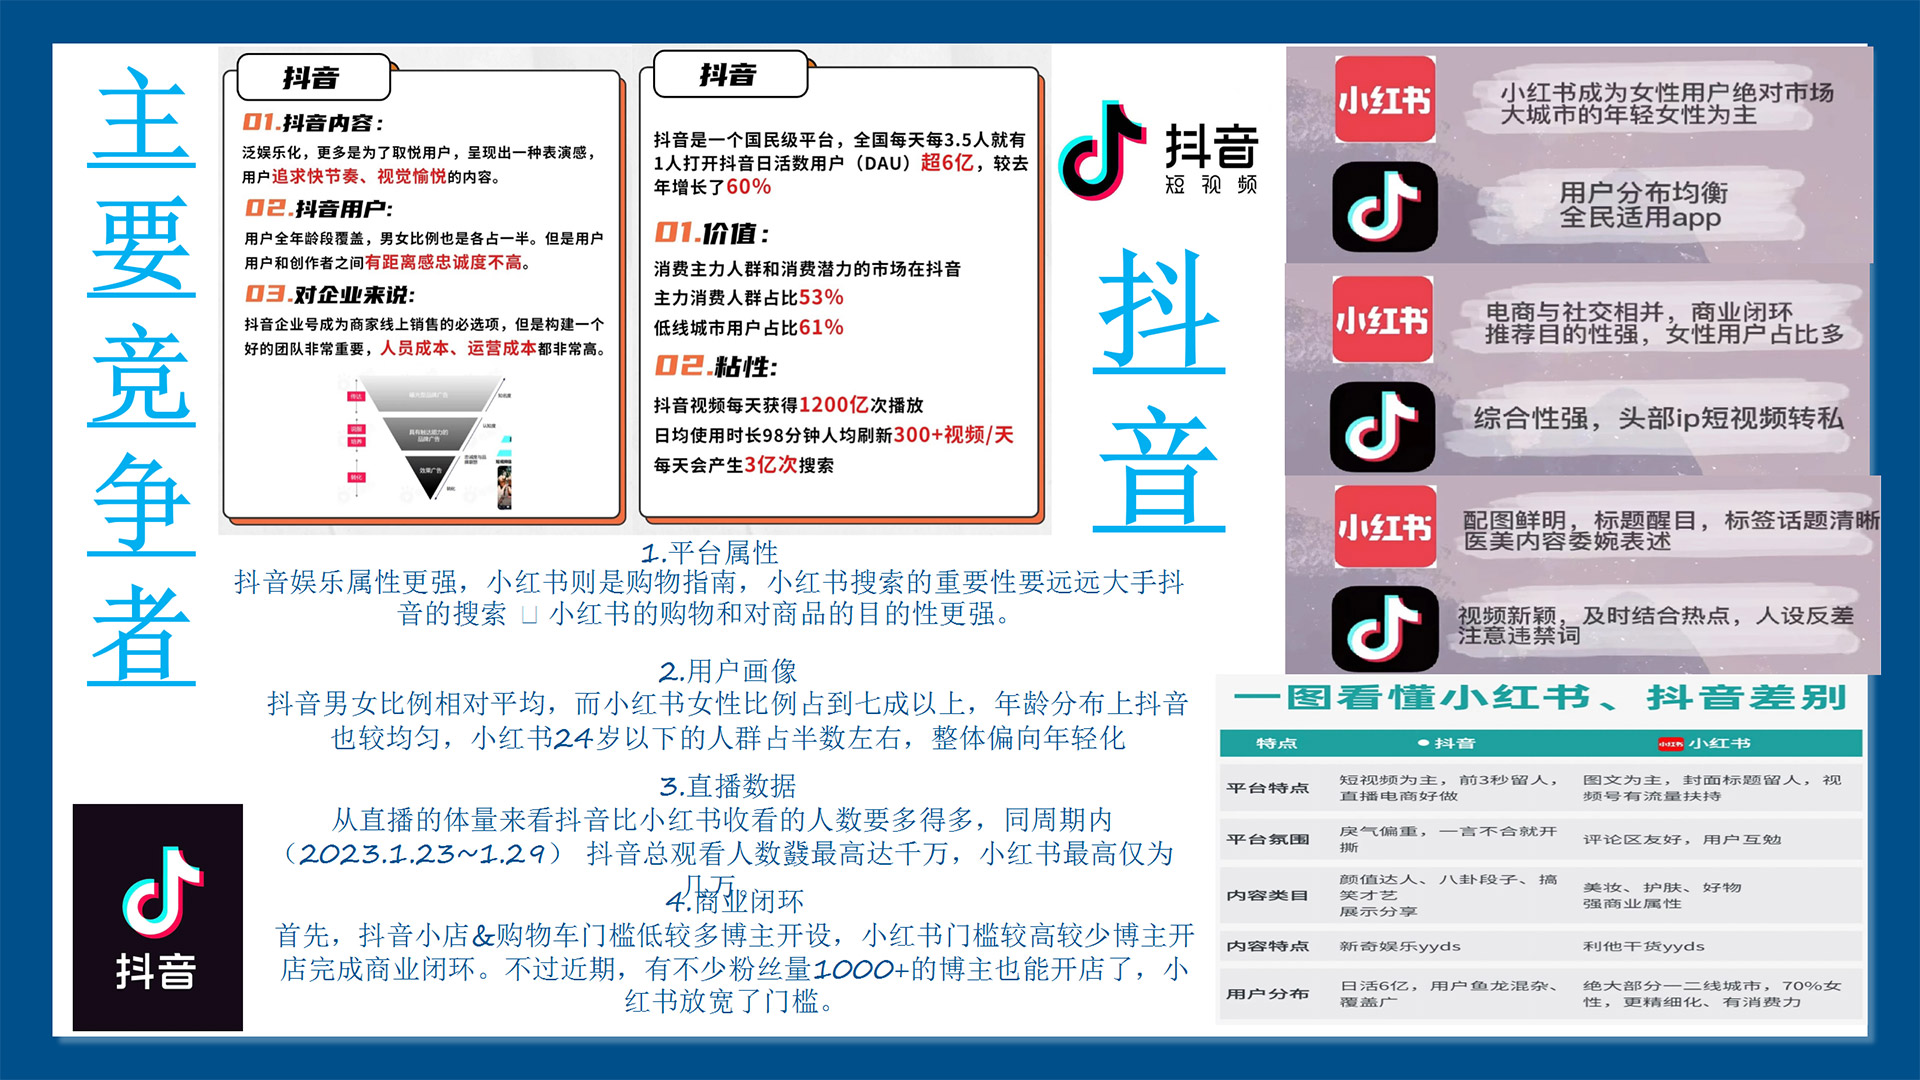 主要竞争者
抖音
01.抖音内容：
泛娱乐化，更多是为了取悦用户，呈现出一种表演感，
用户追求快节奏、视觉愉悦的内容。
02.抖音用户：
用户全年龄段覆盖，男女比例也是各占一半。但是用户
用户和创作者之间有距离感忠诚度不高。
03.对企业来说：
抖音企业号成为商家线上销售的必选项，但是构建一个
好的团队非常重要，人员成本、运营成本都非常高。
具有触达能力的
品牌广告
效果广告
转化
抖音
抖音是一个国民级平台，全国每天每3.5人就有
1人打开抖音日活数用户（DAU）超6亿，较去
年增长了60%
01.价值：
消费主力人群和消费潜力的市场在抖音
主力消费人群占比53%
低线城市用户占比61%
02.粘性：
抖音视频每天获得1200亿次播放
日均使用时长98分钟人均刷新300+视频/天
每天会产生3亿次搜索
抖音
短视频
抖音
小红书
小红书成为女性用户绝对市场
大城市的年轻女性为主
用户分布均衡
全民适用app
小红书
电商与社交相并，商业闭环
推荐目的性强，女性用户占比多
综合性强，头部ip短视频转私
小红书
配图鲜明，标题醒目，标签话题清晰
医美内容委婉表述
视频新颖，及时结合热点，人设反差
注意违禁词
1.平台属性
抖音娱乐属性更强，小红书则是购物指南，小红书搜索的重要性要远远大手抖
音的搜索 □ 小红书的购物和对商品的目的性更强。
2.用户画像
抖音男女比例相对平均，而小红书女性比例占到七成以上，年龄分布上抖音
也较均匀，小红书24岁以下的人群占半数左右，整体偏向年轻化
3.直播数据
从直播的体量来看抖音比小红书收看的人数要多得多，同周期内
（2023.1.23~1.29） 抖音总观看人数最高达千万，小红书最高仅为
几万。
4.商业闭环
首先，抖音小店&购物车门槛低较多博主开设，小红书门槛较高较少博主开
店完成商业闭环。不过近期，有不少粉丝量1000+的博主也能开店了，小
红书放宽了门槛。
抖音
一图看懂小红书、抖音差别
特点 抖音 小红书 小红书
平台特点 短视频为主，前3秒留人，直播电商好做 图文为主，封面标题留人，视频号有流量扶持
平台氛围 戾气偏重，一言不合就开撕 评论区友好，用户互勉
内容类目 颜值达人、八卦段子、搞笑才艺 展示分享 美妆、护肤、好物 强商业属性
内容特点 新奇娱乐yyds 利他干货yyds
用户分布 日活6亿，用户鱼龙混杂、覆盖广 绝大部分一二线城市，70%女性，更精细化、有消费力